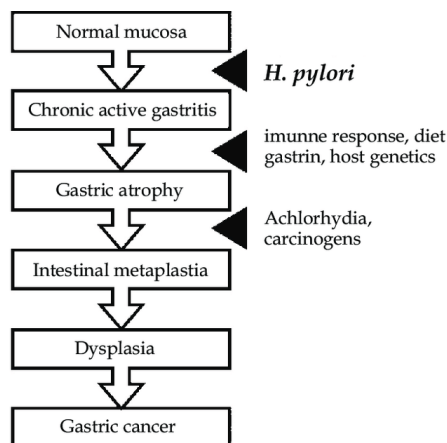 Normal mucosa
H. pylori
Chronic active gastritis
imunne response, diet
gastrin, host genetics
Gastric atrophy
Achlorhydia,
carcinogens
Intestinal metaplastia
Dysplasia
Gastric cancer